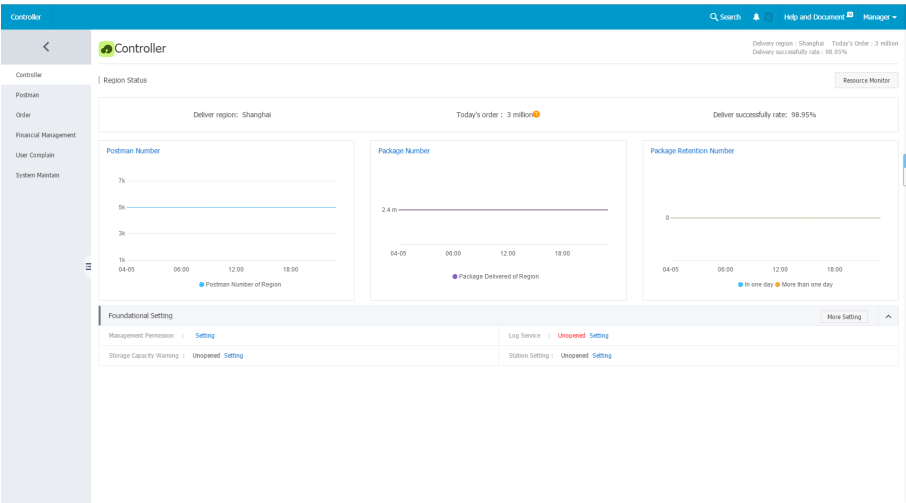 Controller
Search
Help and Document
Manager
Controller
Delivery region : Shanghai Today's Order : 3 million
Delivery successfully rate : 98.95%
Controller
Postman
Order
Financial Management
User Complain
System Maintain
Region Status
Resource Monitor
Deliver region: Shanghai
Today's order : 3 million
Deliver successfully rate: 98.95%
Postman Number
7k
5k
3k
1k
04-05 06:00 12:00 18:00
Postman Number of Region
Package Number
2.4 m
04-05 06:00 12:00 18:00
Package Delivered of Region
Package Retention Number
0
04-05 06:00 12:00 18:00
In one day More than one day
Foundational Setting
More Setting
Management Permission : Setting
Log Service : Unopened Setting
Storage Capacity Warning : Unopened Setting
Station Setting : Unopened Setting